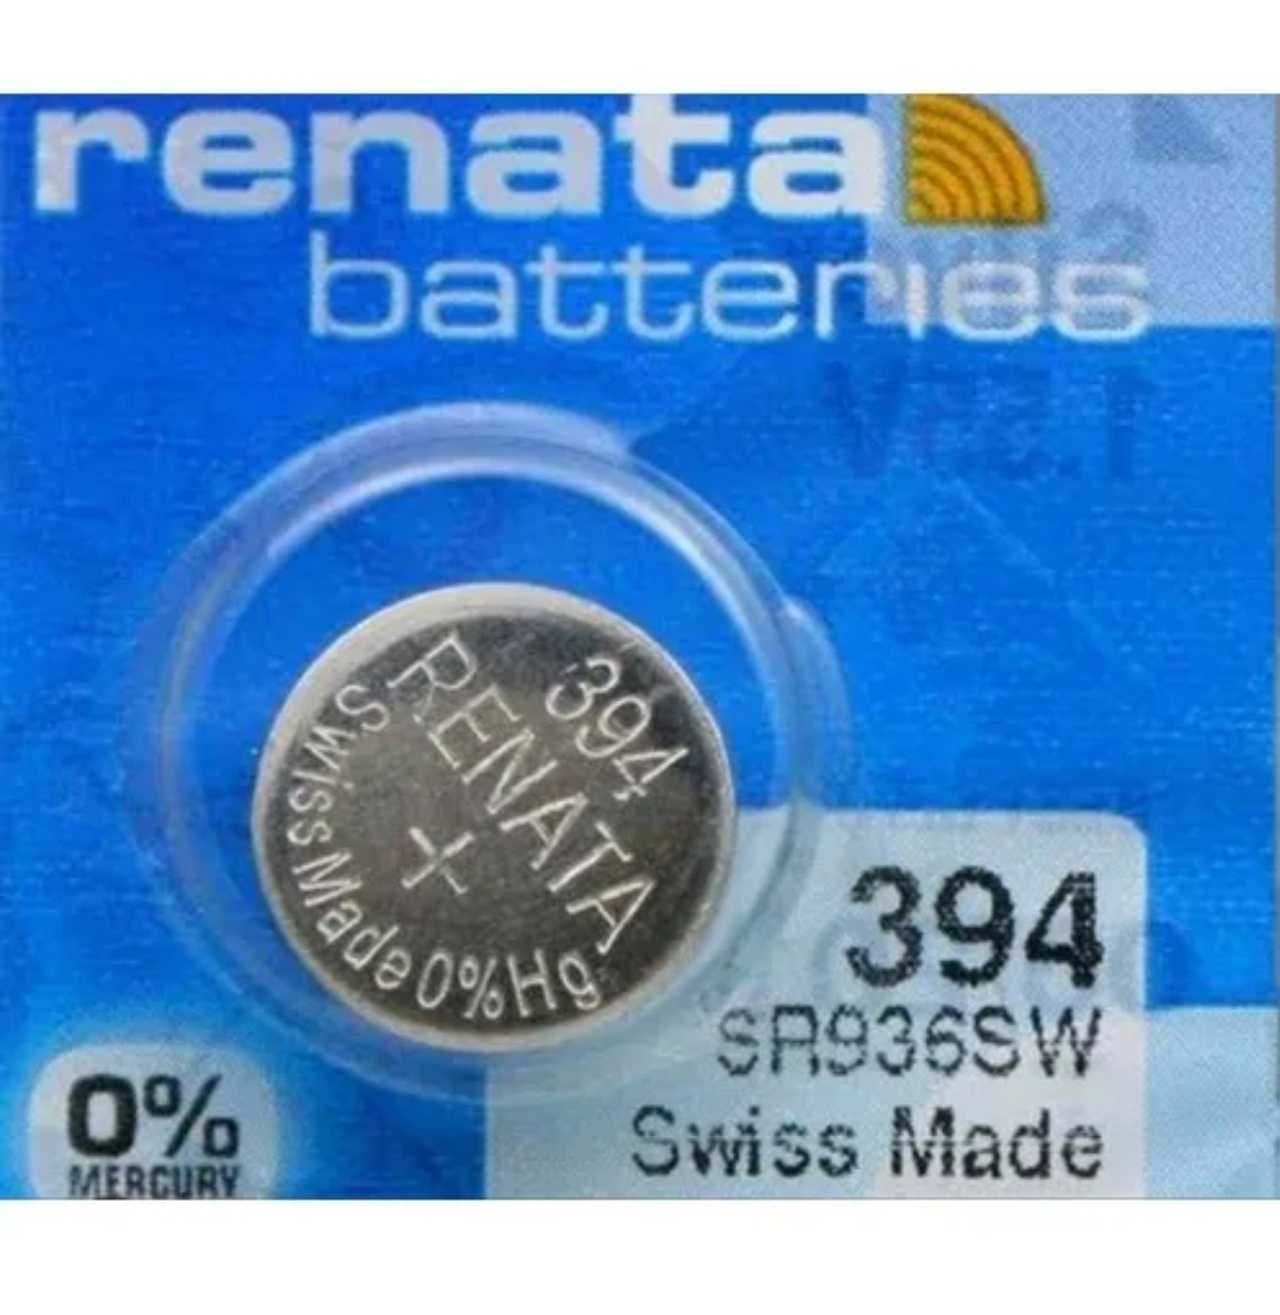 renata
batteries
394
RENATA
+
Swiss Made 0% Hg
394
SR936SW
Swiss Made
0%
MERCURY